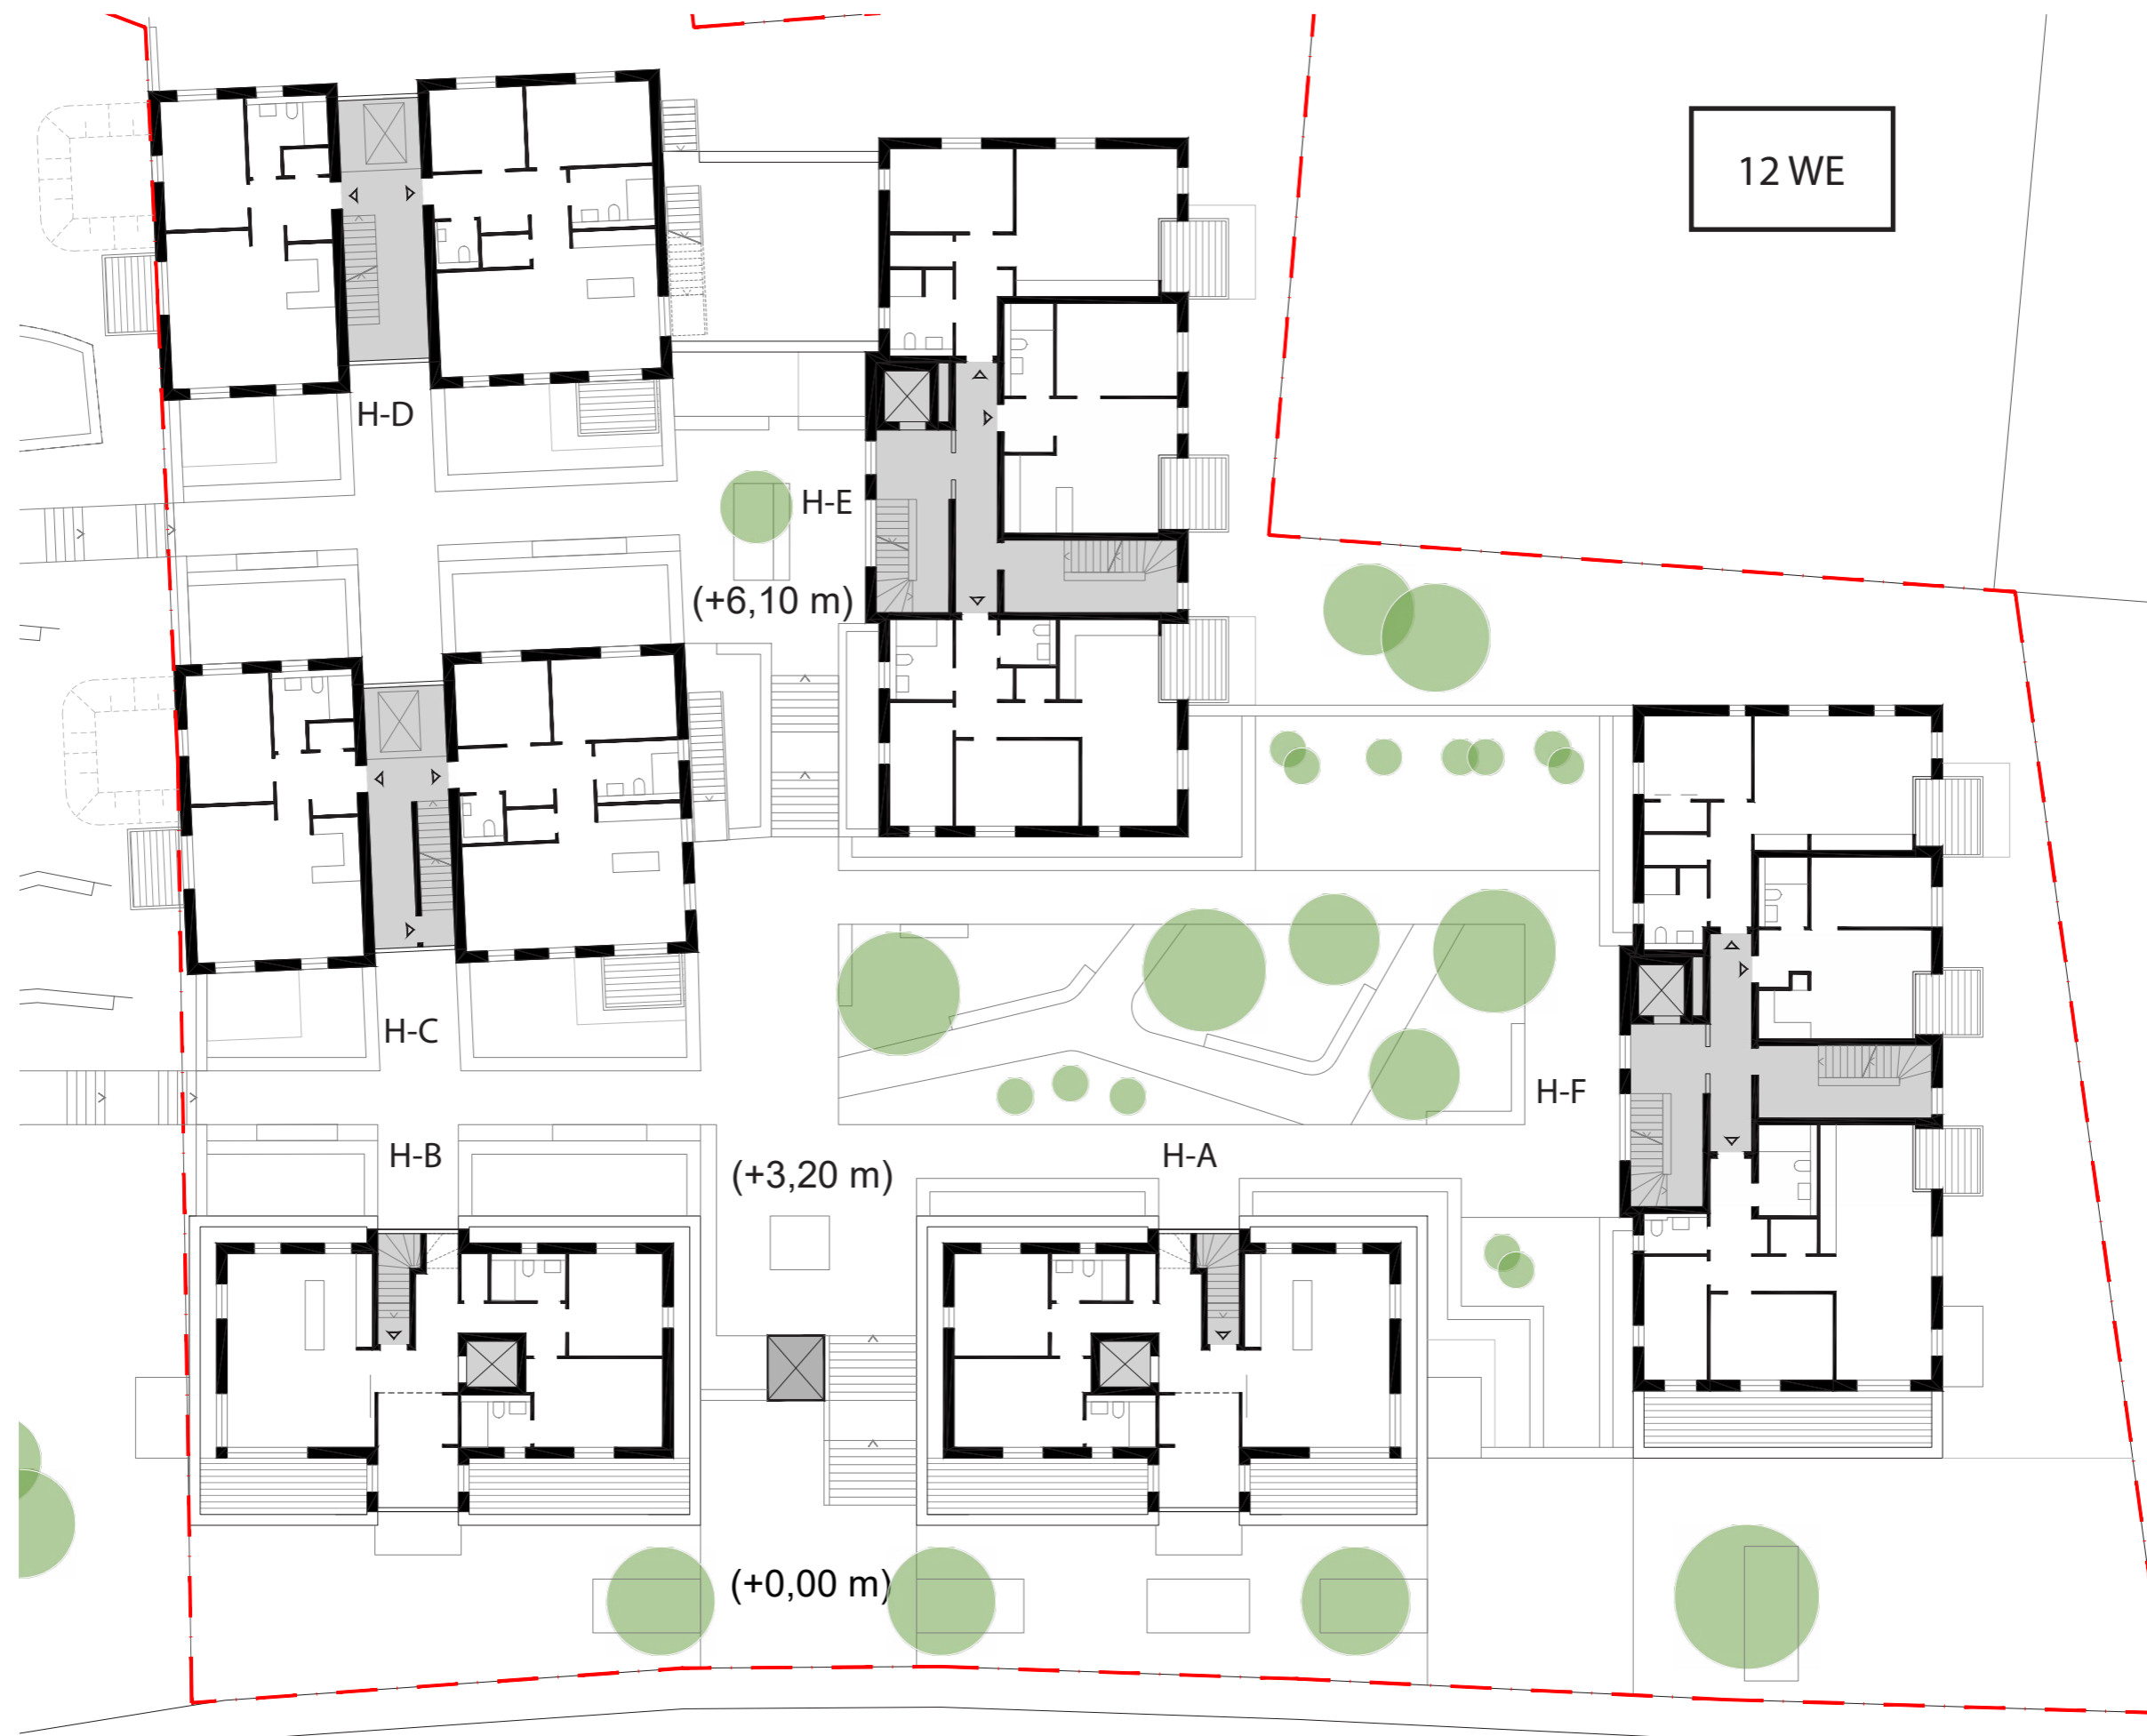 12 WE
H-D
H-E
(+6,10 m)
H-C
H-F
H-B
H-A
(+3,20 m)
(+0,00 m)